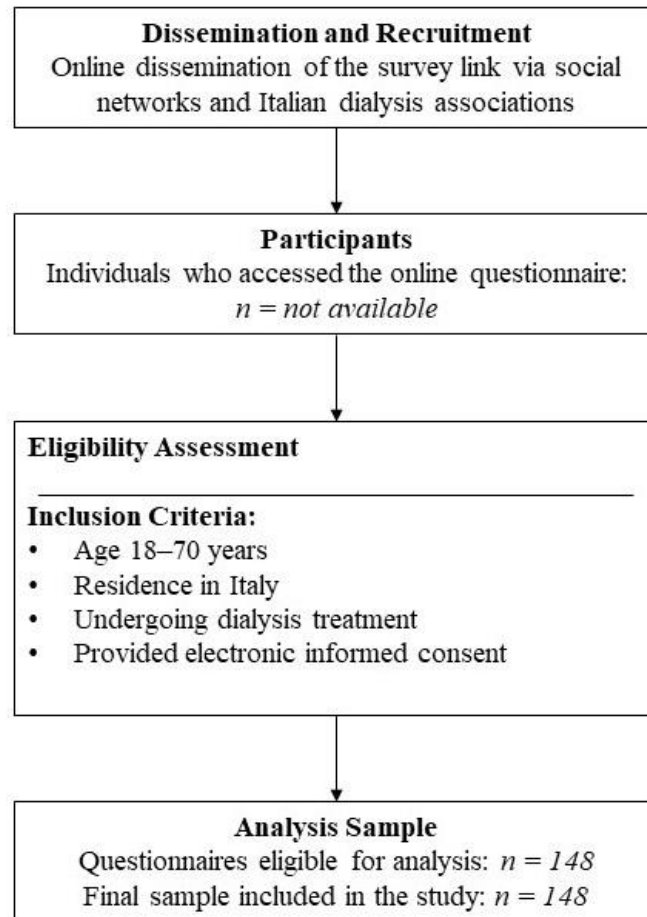 Dissemination and Recruitment
Online dissemination of the survey link via social
networks and Italian dialysis associations
Participants
Individuals who accessed the online questionnaire:
n = not available
Eligibility Assessment
Inclusion Criteria:
• Age 18–70 years
• Residence in Italy
• Undergoing dialysis treatment
• Provided electronic informed consent
Analysis Sample
Questionnaires eligible for analysis: n = 148
Final sample included in the study: n = 148